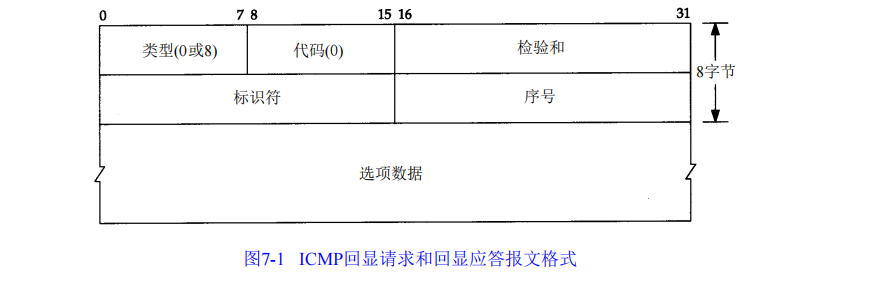 0 7 8 15 16 31
类型(0或8) 代码(0) 检验和
8字节
标识符 序号
选项数据
图7-1 ICMP回显请求和回显应答报文格式